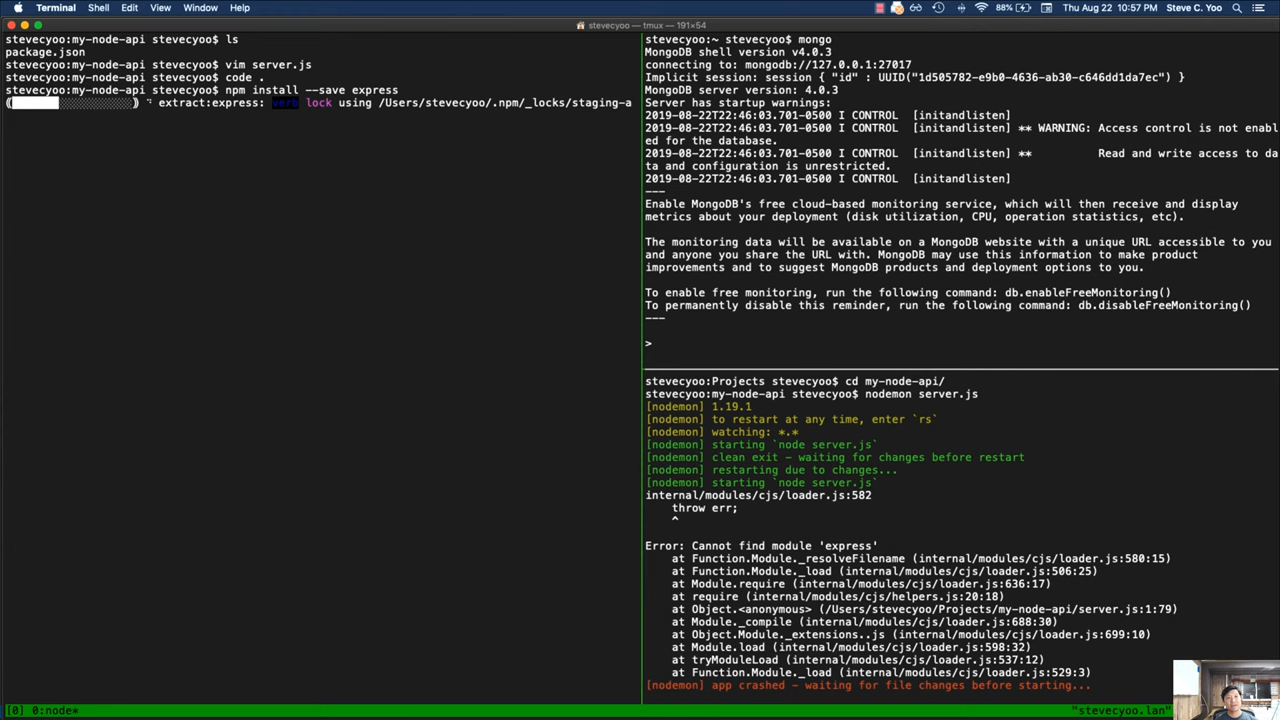 Terminal Shell Edit View Window Help 88% Thu Aug 22 10:57 PM Steve C. Yoo
stevecyoo — tmux — 191×54
stevecyoo:my-node-api stevecyoo$ ls
package.json
stevecyoo:my-node-api stevecyoo$ vim server.js
stevecyoo:my-node-api stevecyoo$ code .
stevecyoo:my-node-api stevecyoo$ npm install --save express
extract:express: verb lock using /Users/stevecyoo/.npm/_locks/staging-a
stevecyoo:~ stevecyoo$ mongo
MongoDB shell version v4.0.3
connecting to: mongodb://127.0.0.1:27017
Implicit session: session { "id" : UUID("1d505782-e9b0-4636-ab30-c646dd1da7ec") }
MongoDB server version: 4.0.3
Server has startup warnings:
2019-08-22T22:46:03.701-0500 I CONTROL  [initandlisten]
2019-08-22T22:46:03.701-0500 I CONTROL  [initandlisten] ** WARNING: Access control is not enabl
ed for the database.
2019-08-22T22:46:03.701-0500 I CONTROL  [initandlisten] **          Read and write access to da
ta and configuration is unrestricted.
2019-08-22T22:46:03.701-0500 I CONTROL  [initandlisten]
---
Enable MongoDB's free cloud-based monitoring service, which will then receive and display
metrics about your deployment (disk utilization, CPU, operation statistics, etc).
The monitoring data will be available on a MongoDB website with a unique URL accessible to you
and anyone you share the URL with. MongoDB may use this information to make product
improvements and to suggest MongoDB products and deployment options to you.
To enable free monitoring, run the following command: db.enableFreeMonitoring()
To permanently disable this reminder, run the following command: db.disableFreeMonitoring()
---
>
stevecyoo:Projects stevecyoo$ cd my-node-api/
stevecyoo:my-node-api stevecyoo$ nodemon server.js
[nodemon] 1.19.1
[nodemon] to restart at any time, enter `rs`
[nodemon] watching: *.*
[nodemon] starting `node server.js`
[nodemon] clean exit - waiting for changes before restart
[nodemon] restarting due to changes...
[nodemon] starting `node server.js`
internal/modules/cjs/loader.js:582
throw err;
^
Error: Cannot find module 'express'
at Function.Module._resolveFilename (internal/modules/cjs/loader.js:580:15)
at Function.Module._load (internal/modules/cjs/loader.js:506:25)
at Module.require (internal/modules/cjs/loader.js:636:17)
at require (internal/modules/cjs/helpers.js:20:18)
at Object.<anonymous> (/Users/stevecyoo/Projects/my-node-api/server.js:1:79)
at Module._compile (internal/modules/cjs/loader.js:688:30)
at Object.Module._extensions..js (internal/modules/cjs/loader.js:699:10)
at Module.load (internal/modules/cjs/loader.js:598:32)
at tryModuleLoad (internal/modules/cjs/loader.js:537:12)
at Function.Module._load (internal/modules/cjs/loader.js:529:3)
[nodemon] app crashed - waiting for file changes before starting...
[0] 0:node* "stevecyoo.lan"